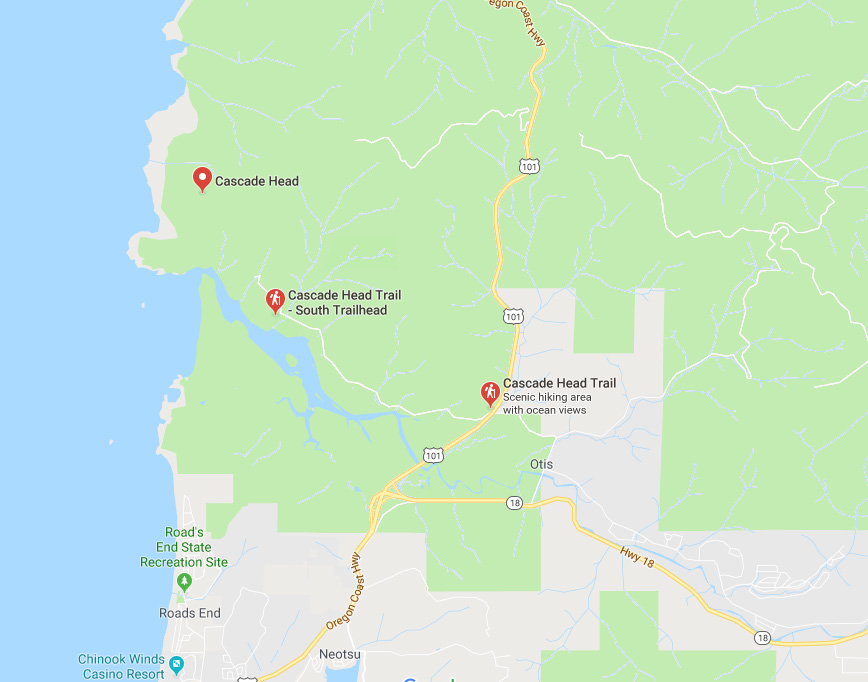 Oregon Coast Hwy
101
Cascade Head
Cascade Head Trail
- South Trailhead
101
Cascade Head Trail
Scenic hiking area
with ocean views
101
Otis
18
Road's
End State
Recreation Site
Hwy 18
Oregon Coast Hwy
Roads End
18
Neotsu
Chinook Winds
Casino Resort